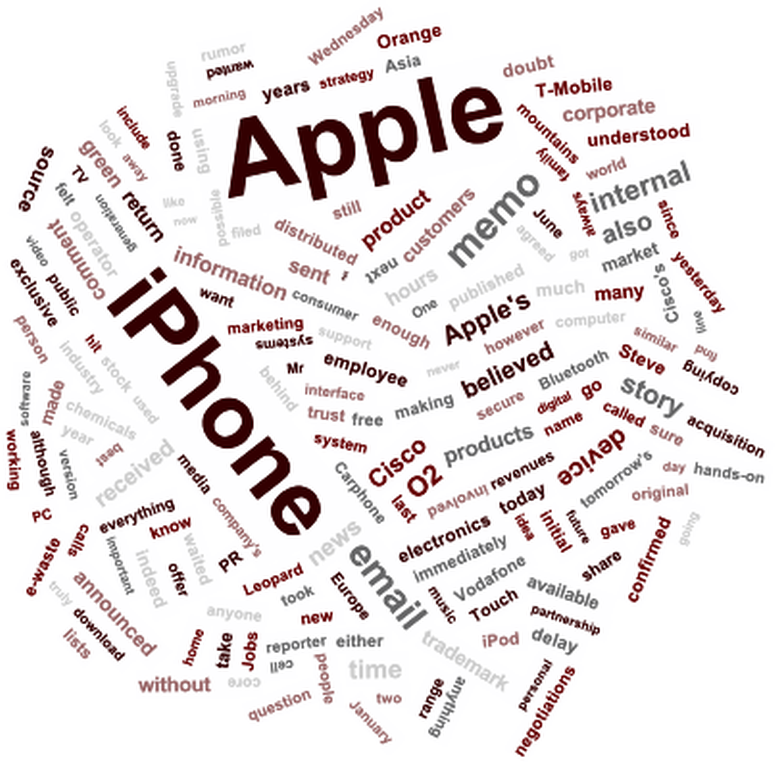 Wednesday
rumor
Orange
wanted
Asia
upgrade
morning
years
strategy
doubt
T-Mobile
corporate
Apple
include
look
away
done
using
mountains
understood
family
world
source
green
TV
felt
generation
return
like
now
possible
filed
still
product
customers
memo
June
always
internal
also
since
comment
operator
distributed
information
sent
next
hours
agreed
got
market
yesterday
video
exclusive
public
iPhone
want
consumer
One
published
much
many
Cisco's
live
person
hit
industry
stock
used
marketing
systems
support
enough
Apple's
however
computer
similar
find
copying
software
made
chemicals
year
best
behind
Mr
employee
never
believed
Bluetooth
Steve
story
interface
trust
free
making
secure
digital
go
name
called
sure
acquisition
working
although
version
received
media
system
Cisco
O2
products
device
tomorrow's
day
hands-on
PC
calls
everything
know
company's
Carphone
last
involved
revenues
today
original
e-waste
important
indeed
waited
offer
PR
news
email
electronics
immediately
idea
initial
future
gave
going
confirmed
truly
announced
download
lists
Leopard
took
Europe
music
Vodafone
Touch
share
available
partnership
anyone
new
home
take
Jobs
reporter
either
cell
trademark
iPod
delay
without
core
people
time
question
two
January
range
anything
personal
negotiations